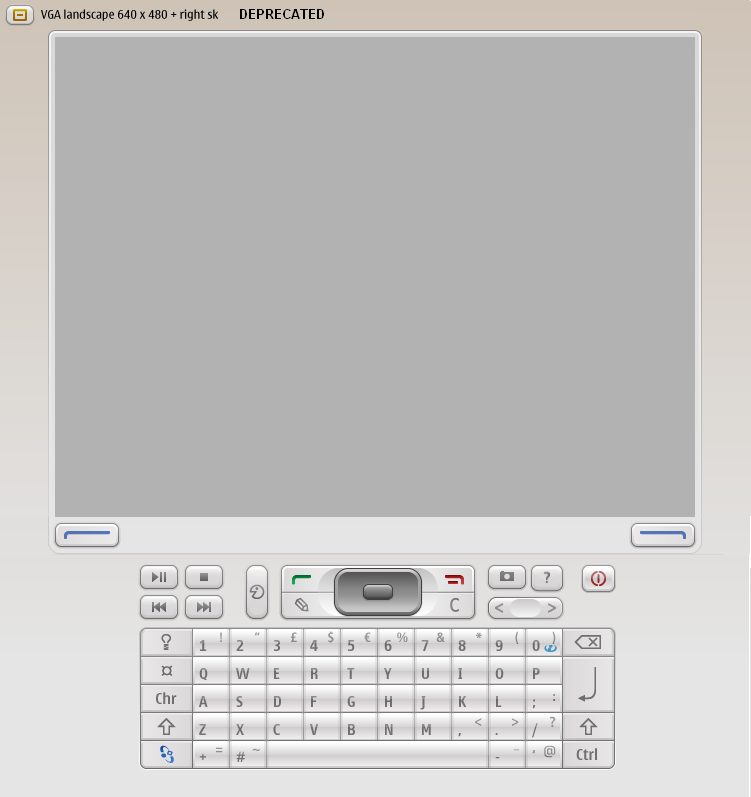 VGA landscape 640 x 480 + right sk DEPRECATED
?
C
< >
1 ! 2 “ 3 £ 4 $ 5 € 6 % 7 & 8 * 9 ( 0 )
Q W E R T Y U I O P
Chr A S D F G H J K L ; :
Z X C V B N M , < . > / ?
+ = # ~ - _ ' @ Ctrl